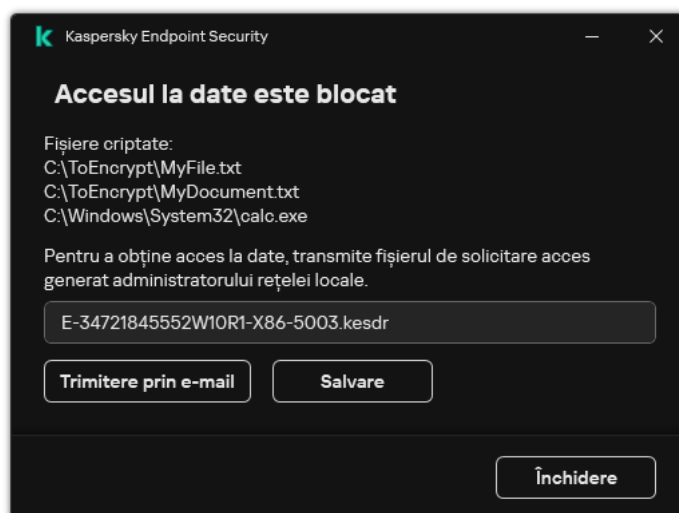 Kaspersky Endpoint Security
Accesul la date este blocat
Fișiere criptate:
C:\ToEncrypt\MyFile.txt
C:\ToEncrypt\MyDocument.txt
C:\Windows\System32\calc.exe
Pentru a obține acces la date, transmite fișierul de solicitare acces
generat administratorului rețelei locale.
E-34721845552W10R1-X86-5003.kesdr
Trimitere prin e-mail
Salvare
Închidere